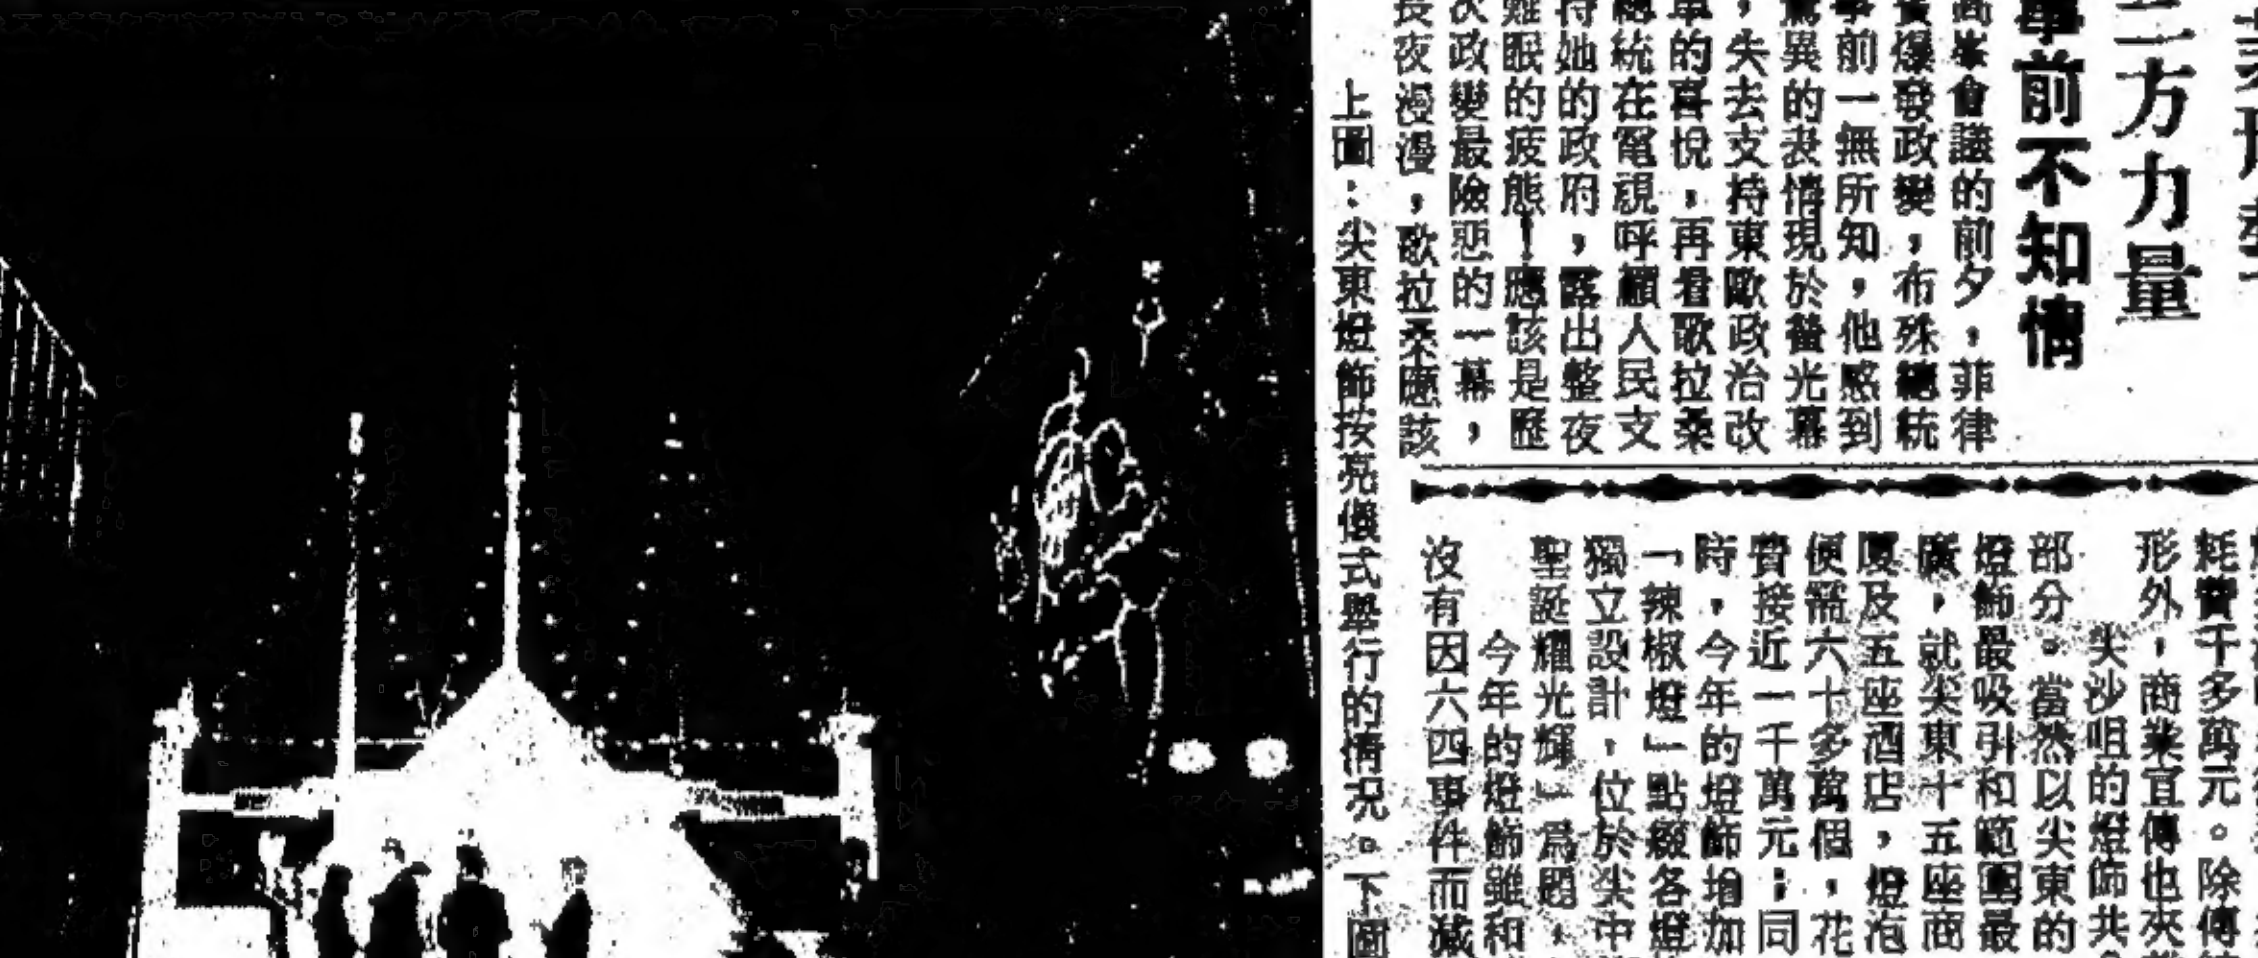 三方力量
事前不知情
高峯會議的前夕，菲律
賓爆發政變，布殊總統
事前一無所知，他感到
驚異的表情現於螢光幕
，失去支持東歐政治改
革的喜悅，再看歌拉桑
總統在電視呼籲人民支
持她的政府，露出整夜
難眠的疲態！應該是歷
次政變最險惡的一幕，
長夜漫漫，歌拉桑應該
耗費千多萬元。除傳
形外，商業宣傳也夾
尖沙咀的燈飾共
部分。當然以尖東的
燈飾最吸引和範圍最
廣，就尖東十五座商
廈及五座酒店，燈泡
便需六十多萬個，花
費接近一千萬元；同
時，今年的燈飾增加
「辣椒燈」點綴各燈
獨立設計，位於尖中
聖誕耀光輝」為題，
今年的燈飾雖和
沒有因六四事件而減
上圖：尖東燈飾按亮儀式舉行的情況。下圖